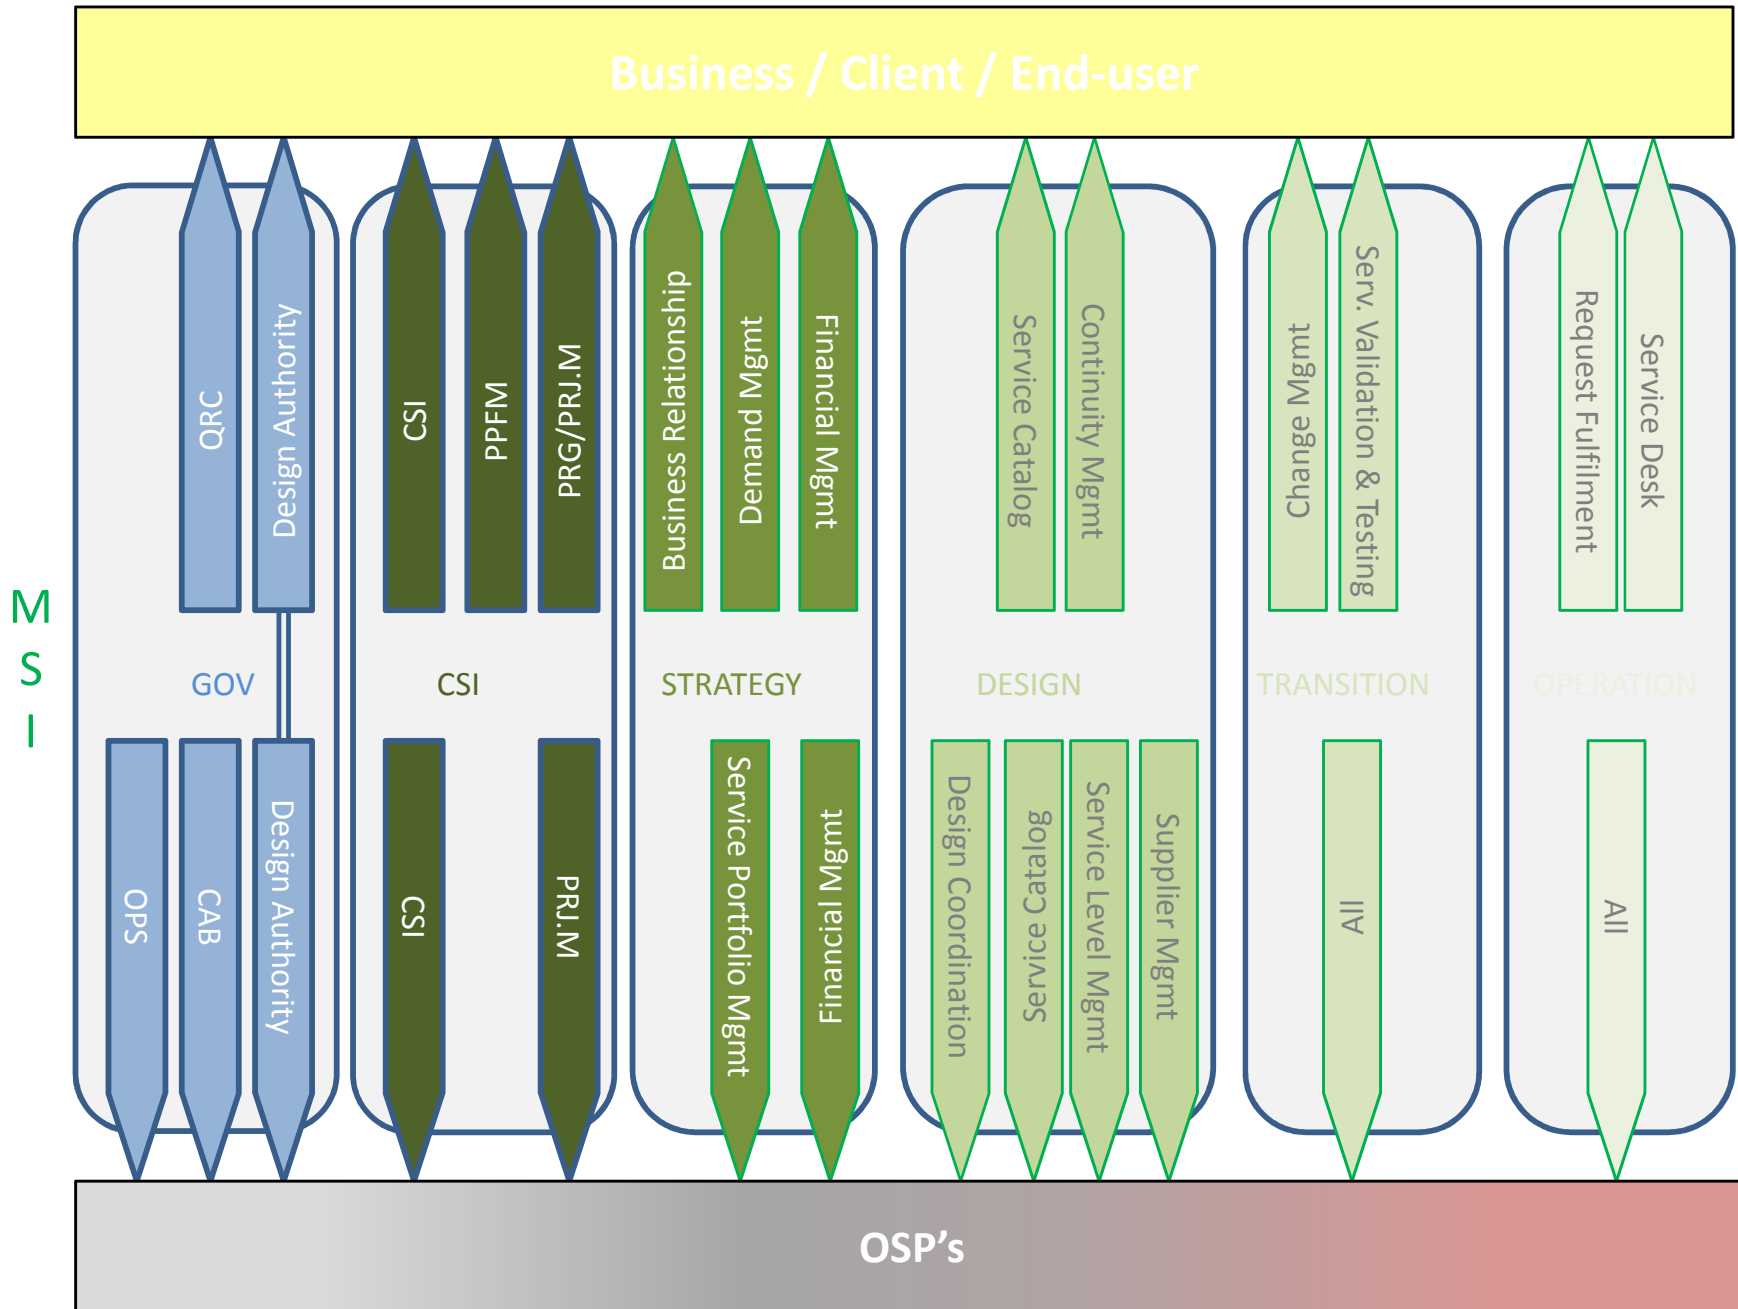 Business / Client / End-user
QRC
Design Authority
CSI
PPFM
PRG/PRJ.M
Business Relationship
Demand Mgmt
Financial Mgmt
Service Catalog
Continuity Mgmt
Change Mgmt
Serv. Validation & Testing
Request Fulfilment
Service Desk
M
S
I
GOV
CSI
STRATEGY
DESIGN
TRANSITION
OPERATION
OPS
CAB
Design Authority
CSI
PRJ.M
Service Portfolio Mgmt
Financial Mgmt
Design Coordination
Service Catalog
Service Level Mgmt
Supplier Mgmt
All
All
OSP's